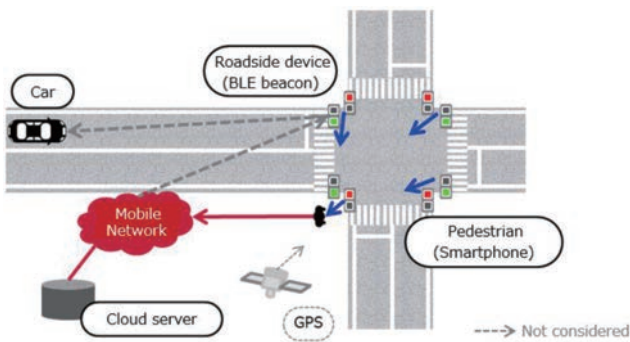 Roadside device
(BLE beacon)
Car
Mobile
Network
Pedestrian
(Smartphone)
Cloud server
GPS
Not considered